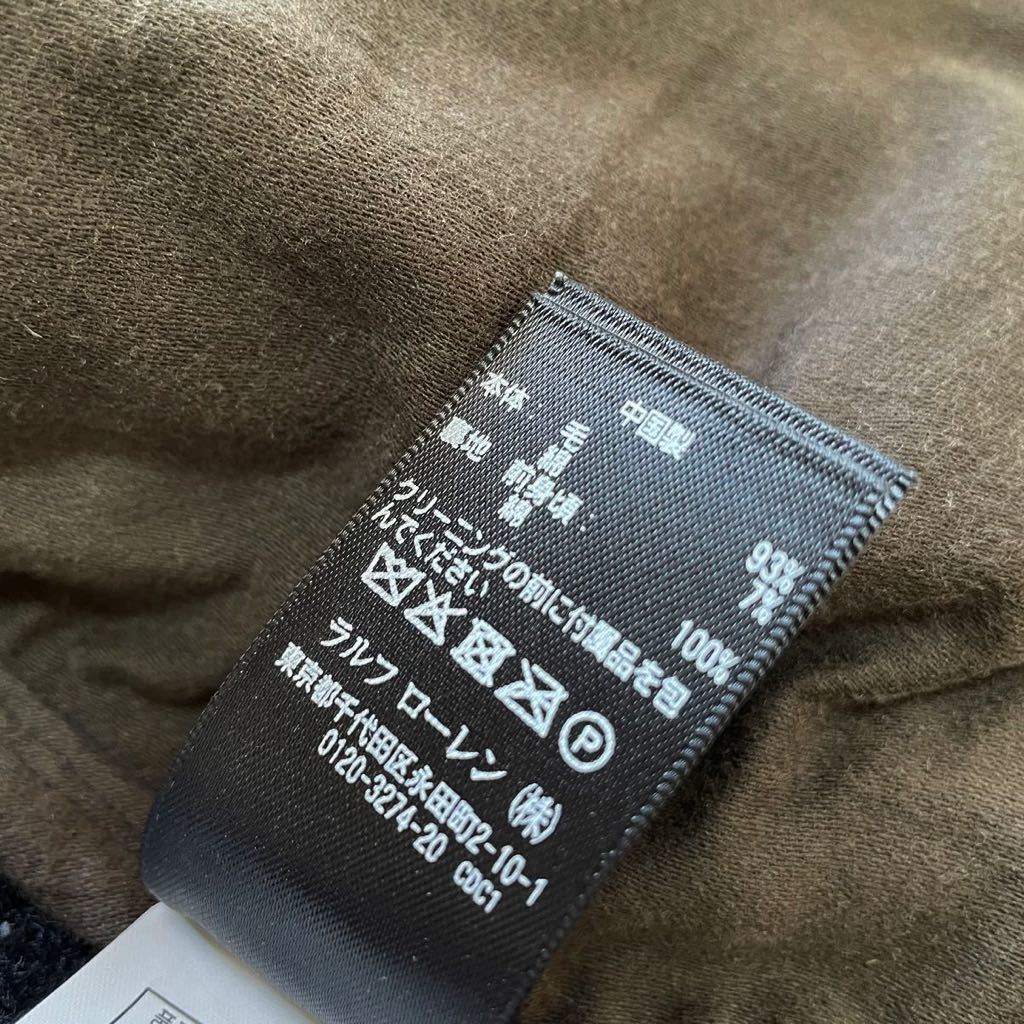 中国製
本体 毛 93%
綿 7%
裏地 前身頃:
綿 100%
クリーニングの前に付属品を包
んでください
P
ラルフ ローレン (株)
東京都千代田区永田町2-10-1
0120-3274-20 CDC1